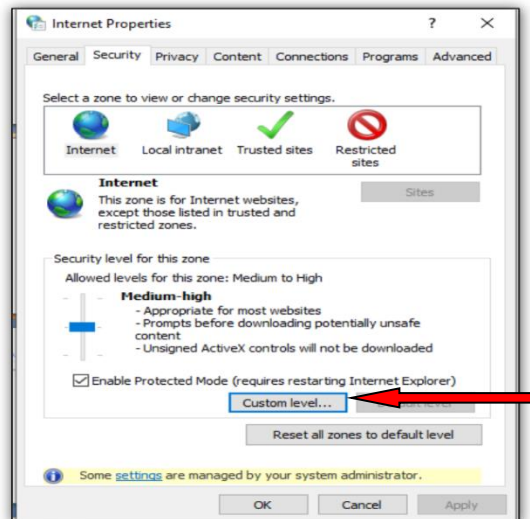 Internet Properties
?
General Security Privacy Content Connections Programs Advanced
Select a zone to view or change security settings.
Internet Local intranet Trusted sites Restricted
sites
Internet
This zone is for Internet websites,
except those listed in trusted and
restricted zones.
Sites
Security level for this zone
Allowed levels for this zone: Medium to High
Medium-high
- Appropriate for most websites
- Prompts before downloading potentially unsafe
content
- Unsigned ActiveX controls will not be downloaded
Enable Protected Mode (requires restarting Internet Explorer)
Custom level...
Reset all zones to default level
Some settings are managed by your system administrator.
OK Cancel Apply